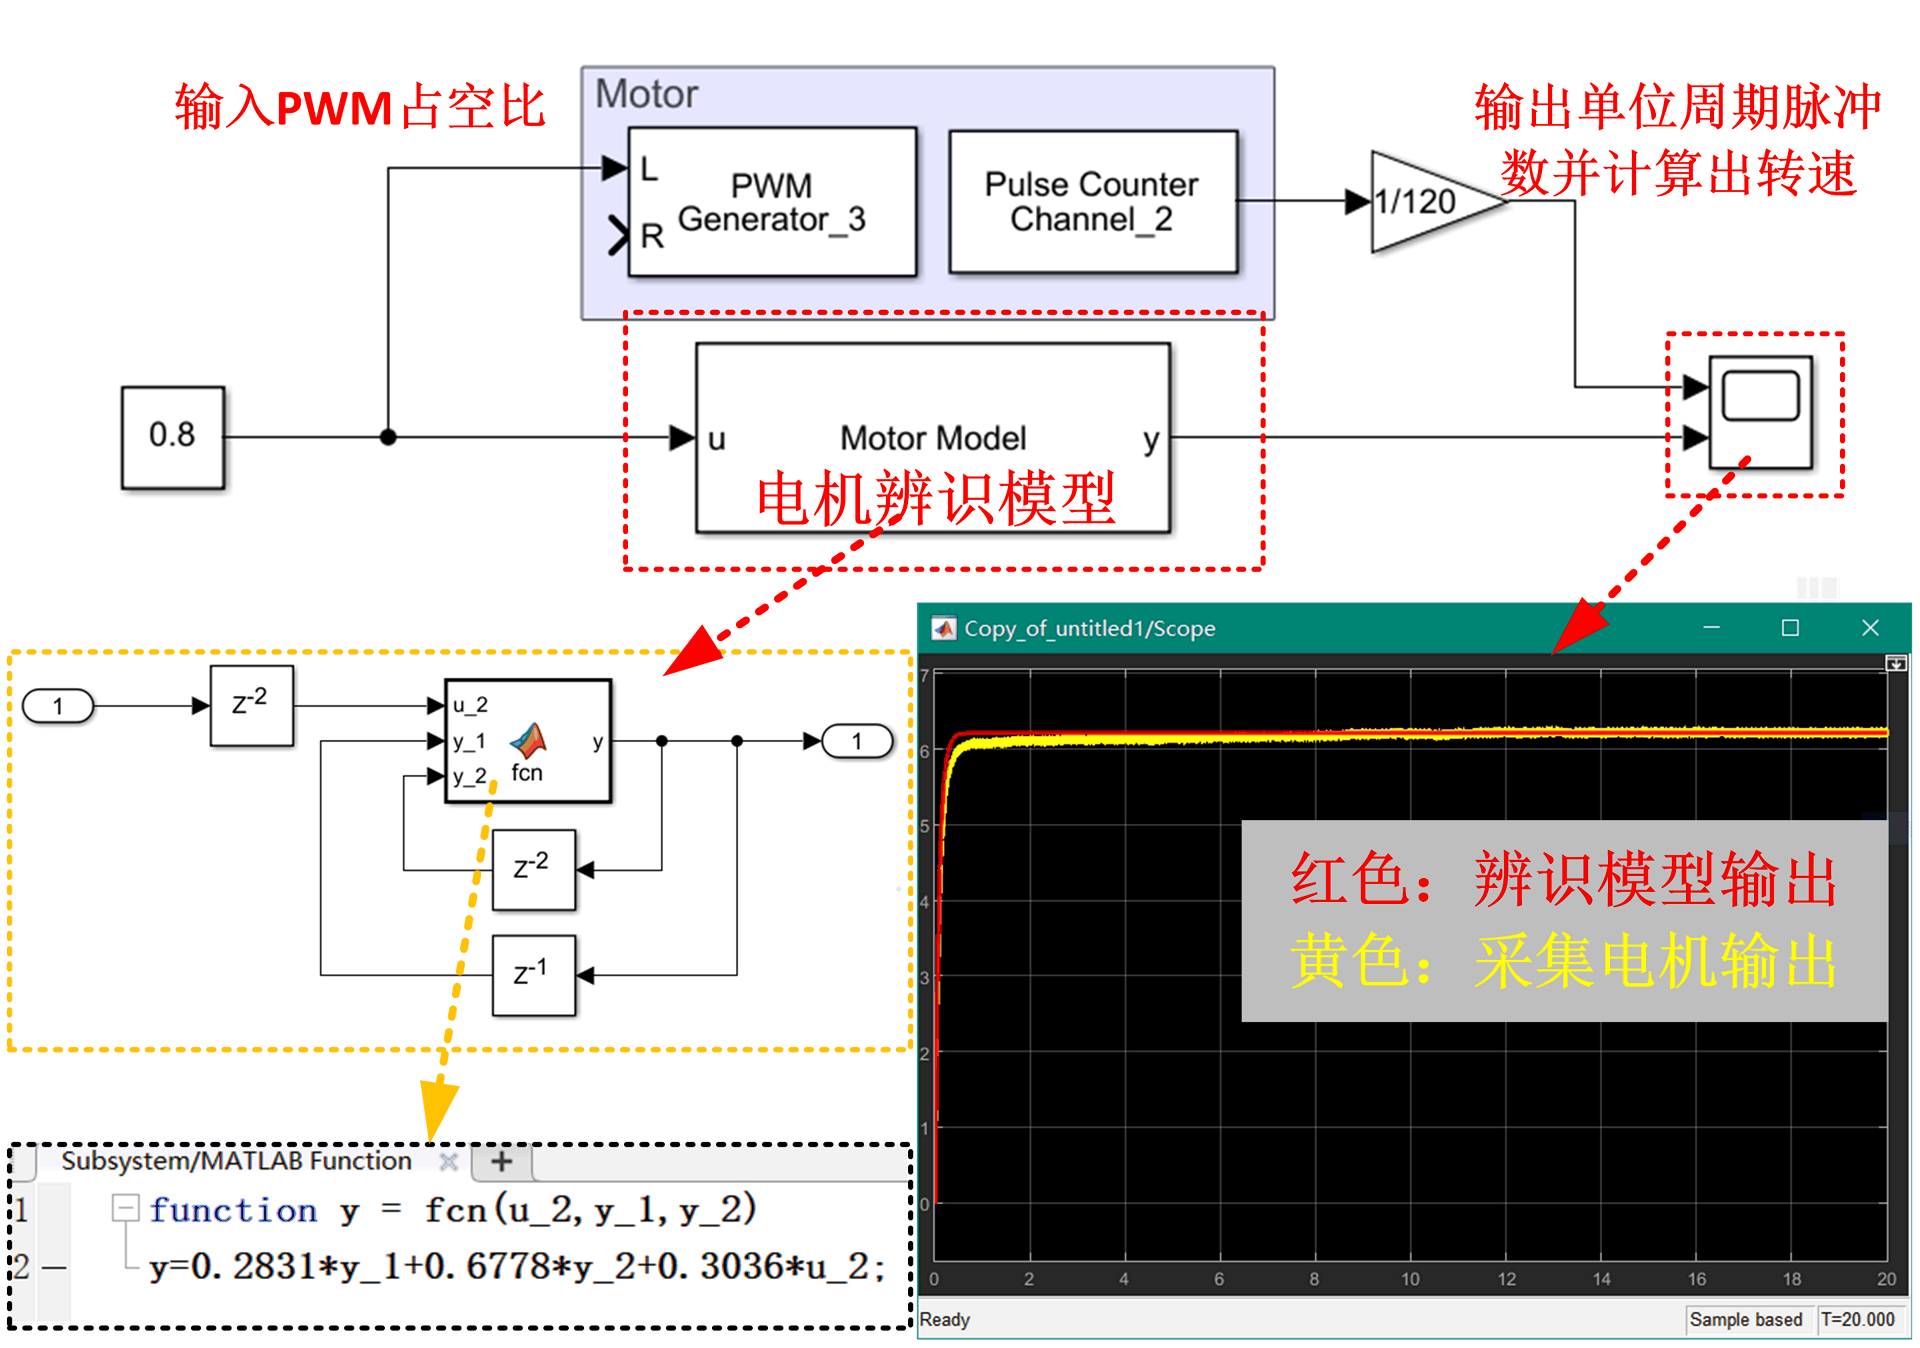 输入PWM占空比
Motor
输出单位周期脉冲
数并计算出转速
L
R
PWM
Generator_3
Pulse Counter
Channel_2
1/120
0.8
u
Motor Model
y
电机辨识模型
1
Z-2
u_2
y_1
y_2
fcn
y
1
Z-2
Z-1
Subsystem/MATLAB Function
+
1 function y = fcn(u_2,y_1,y_2)
2 y=0.2831*y_1+0.6778*y_2+0.3036*u_2;
Copy_of_untitled1/Scope
7
6
5
4
3
2
1
0
红色：辨识模型输出
黄色：采集电机输出
0 2 4 6 8 10 12 14 16 18 20
Ready
Sample based
T=20.000